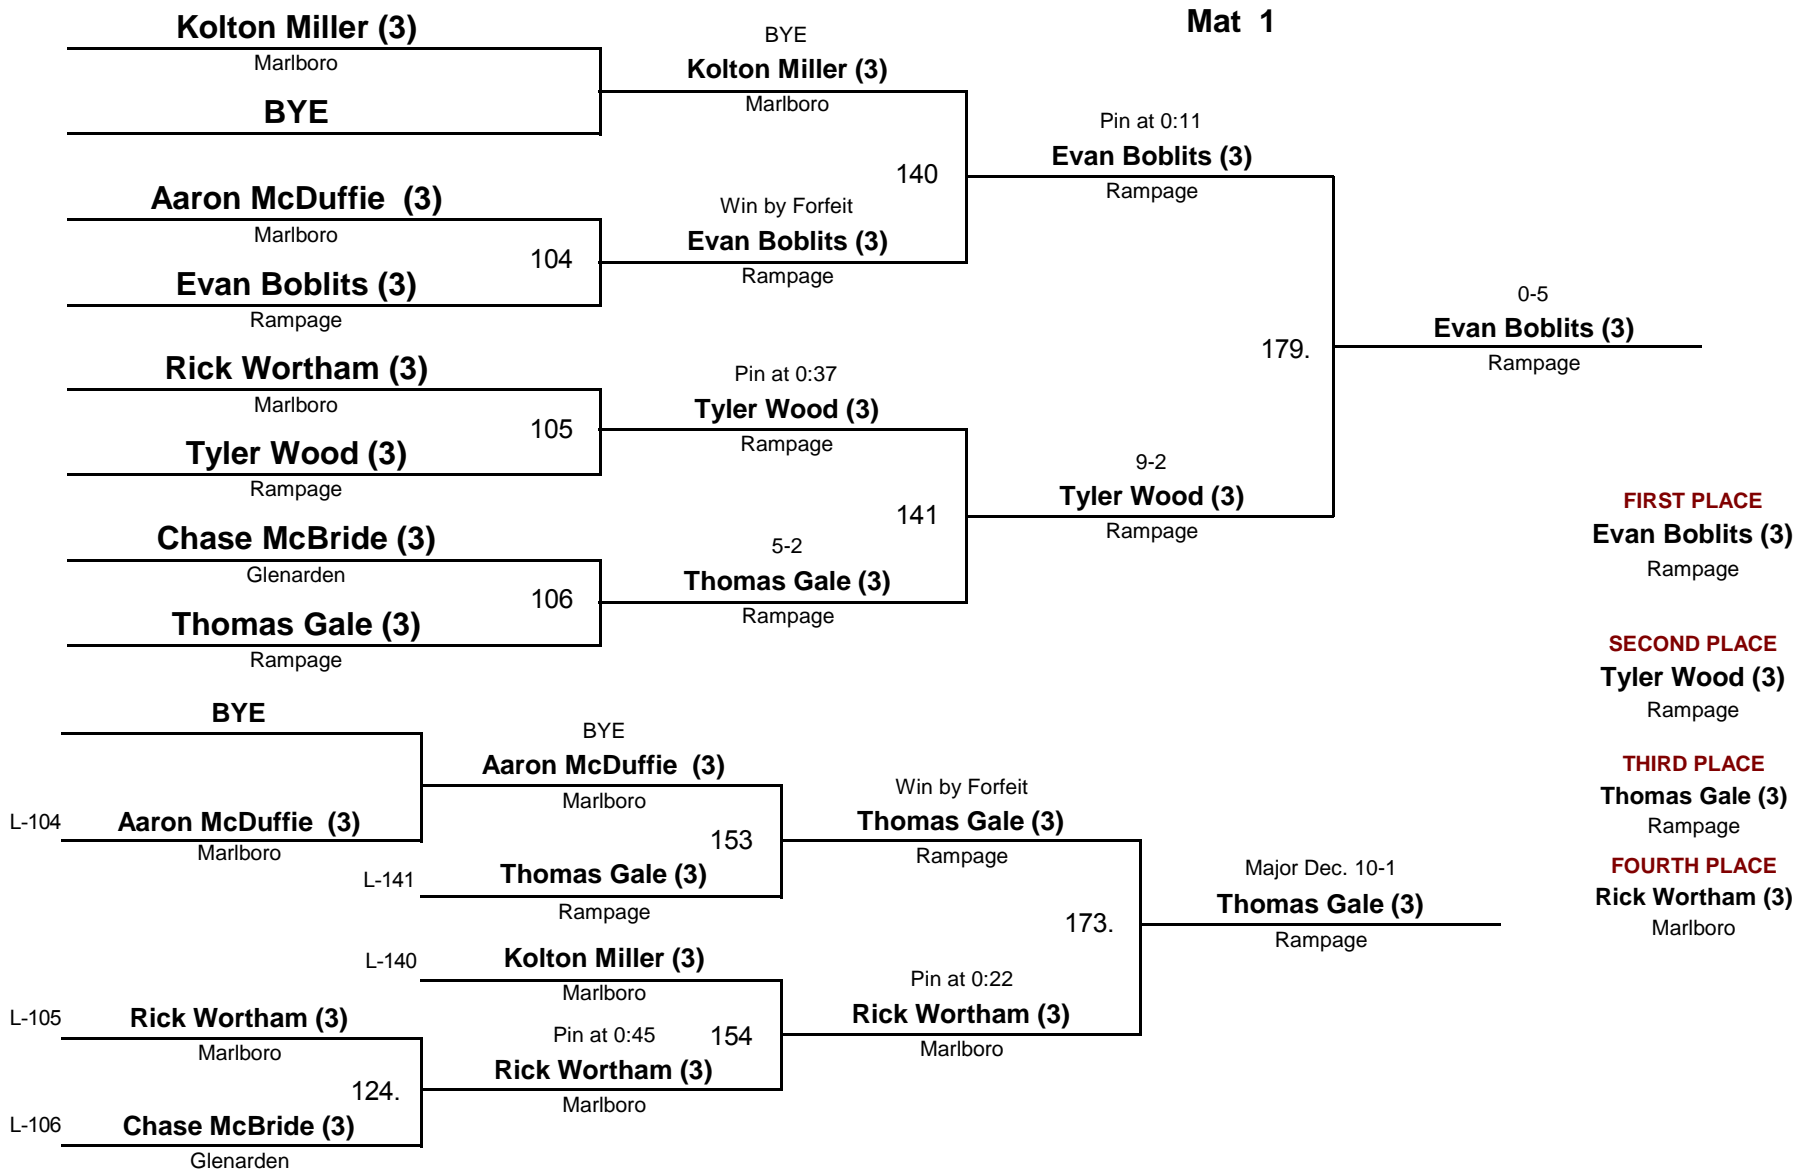 Mat 1
Kolton Miller (3)
Marlboro
BYE
Aaron McDuffie (3)
Marlboro
104
Evan Boblits (3)
Rampage
Rick Wortham (3)
Marlboro
105
Tyler Wood (3)
Rampage
Chase McBride (3)
Glenarden
106
Thomas Gale (3)
Rampage
BYE
Kolton Miller (3)
Marlboro
140
Win by Forfeit
Evan Boblits (3)
Rampage
Pin at 0:37
Tyler Wood (3)
Rampage
141
5-2
Thomas Gale (3)
Rampage
Pin at 0:11
Evan Boblits (3)
Rampage
179.
9-2
Tyler Wood (3)
Rampage
0-5
Evan Boblits (3)
Rampage
FIRST PLACE
Evan Boblits (3)
Rampage
SECOND PLACE
Tyler Wood (3)
Rampage
THIRD PLACE
Thomas Gale (3)
Rampage
FOURTH PLACE
Rick Wortham (3)
Marlboro
BYE
L-104
Aaron McDuffie (3)
Marlboro
BYE
Aaron McDuffie (3)
Marlboro
153
L-141
Thomas Gale (3)
Rampage
L-140
Kolton Miller (3)
Marlboro
154
L-105
Rick Wortham (3)
Marlboro
124.
L-106
Chase McBride (3)
Glenarden
Pin at 0:45
Rick Wortham (3)
Marlboro
Win by Forfeit
Thomas Gale (3)
Rampage
173.
Pin at 0:22
Rick Wortham (3)
Marlboro
Major Dec. 10-1
Thomas Gale (3)
Rampage